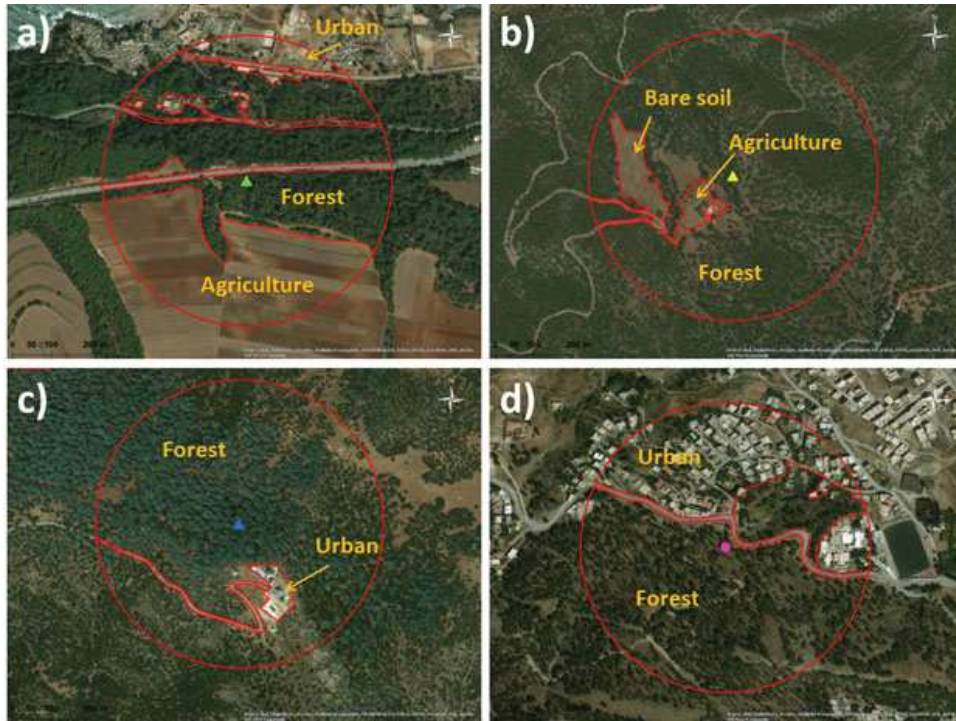 a)
Urban
Forest
Agriculture
b)
Bare soil
Agriculture
Forest
c)
Forest
Urban
d)
Urban
Forest